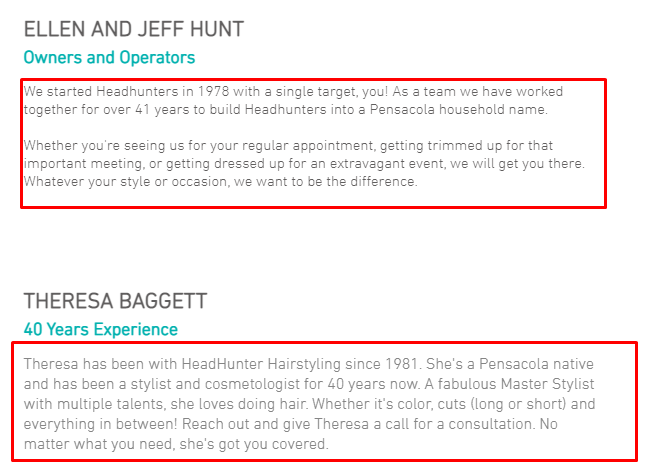 ELLEN AND JEFF HUNT
Owners and Operators
We started Headhunters in 1978 with a single target, you! As a team we have worked
together for over 41 years to build Headhunters into a Pensacola household name.
Whether you're seeing us for your regular appointment, getting trimmed up for that
important meeting, or getting dressed up for an extravagant event, we will get you there.
Whatever your style or occasion, we want to be the difference.
THERESA BAGGETT
40 Years Experience
Theresa has been with HeadHunter Hairstyling since 1981. She's a Pensacola native
and has been a stylist and cosmetologist for 40 years now. A fabulous Master Stylist
with multiple talents, she loves doing hair. Whether it's color, cuts (long or short) and
everything in between! Reach out and give Theresa a call for a consultation. No
matter what you need, she's got you covered.